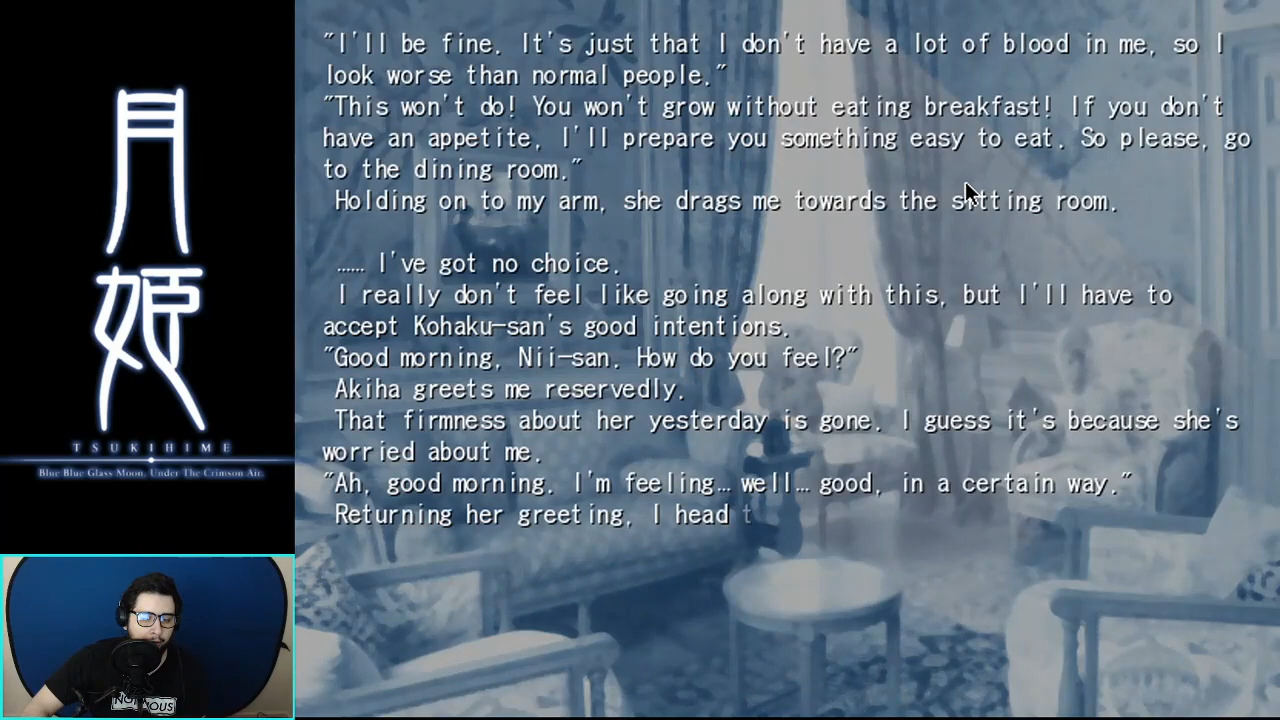 月姫
TSUKIHIME
Blue Blue Glass Moon, Under The Crimson Air.
"I'll be fine. It's just that I don't have a lot of blood in me, so I
look worse than normal people."
"This won't do! You won't grow without eating breakfast! If you don't
have an appetite, I'll prepare you something easy to eat. So please, go
to the dining room."
Holding on to my arm, she drags me towards the sitting room.
…… I've got no choice.
I really don't feel like going along with this, but I'll have to
accept Kohaku-san's good intentions.
"Good morning, Nii-san. How do you feel?"
Akiha greets me reservedly.
That firmness about her yesterday is gone. I guess it's because she's
worried about me.
"Ah, good morning. I'm feeling… well… good, in a certain way."
Returning her greeting, I head t